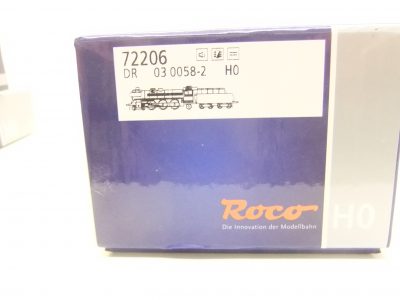 72206
DR 03 0058-2 H0
Roco
H0
Die Innovation der Modellbahn